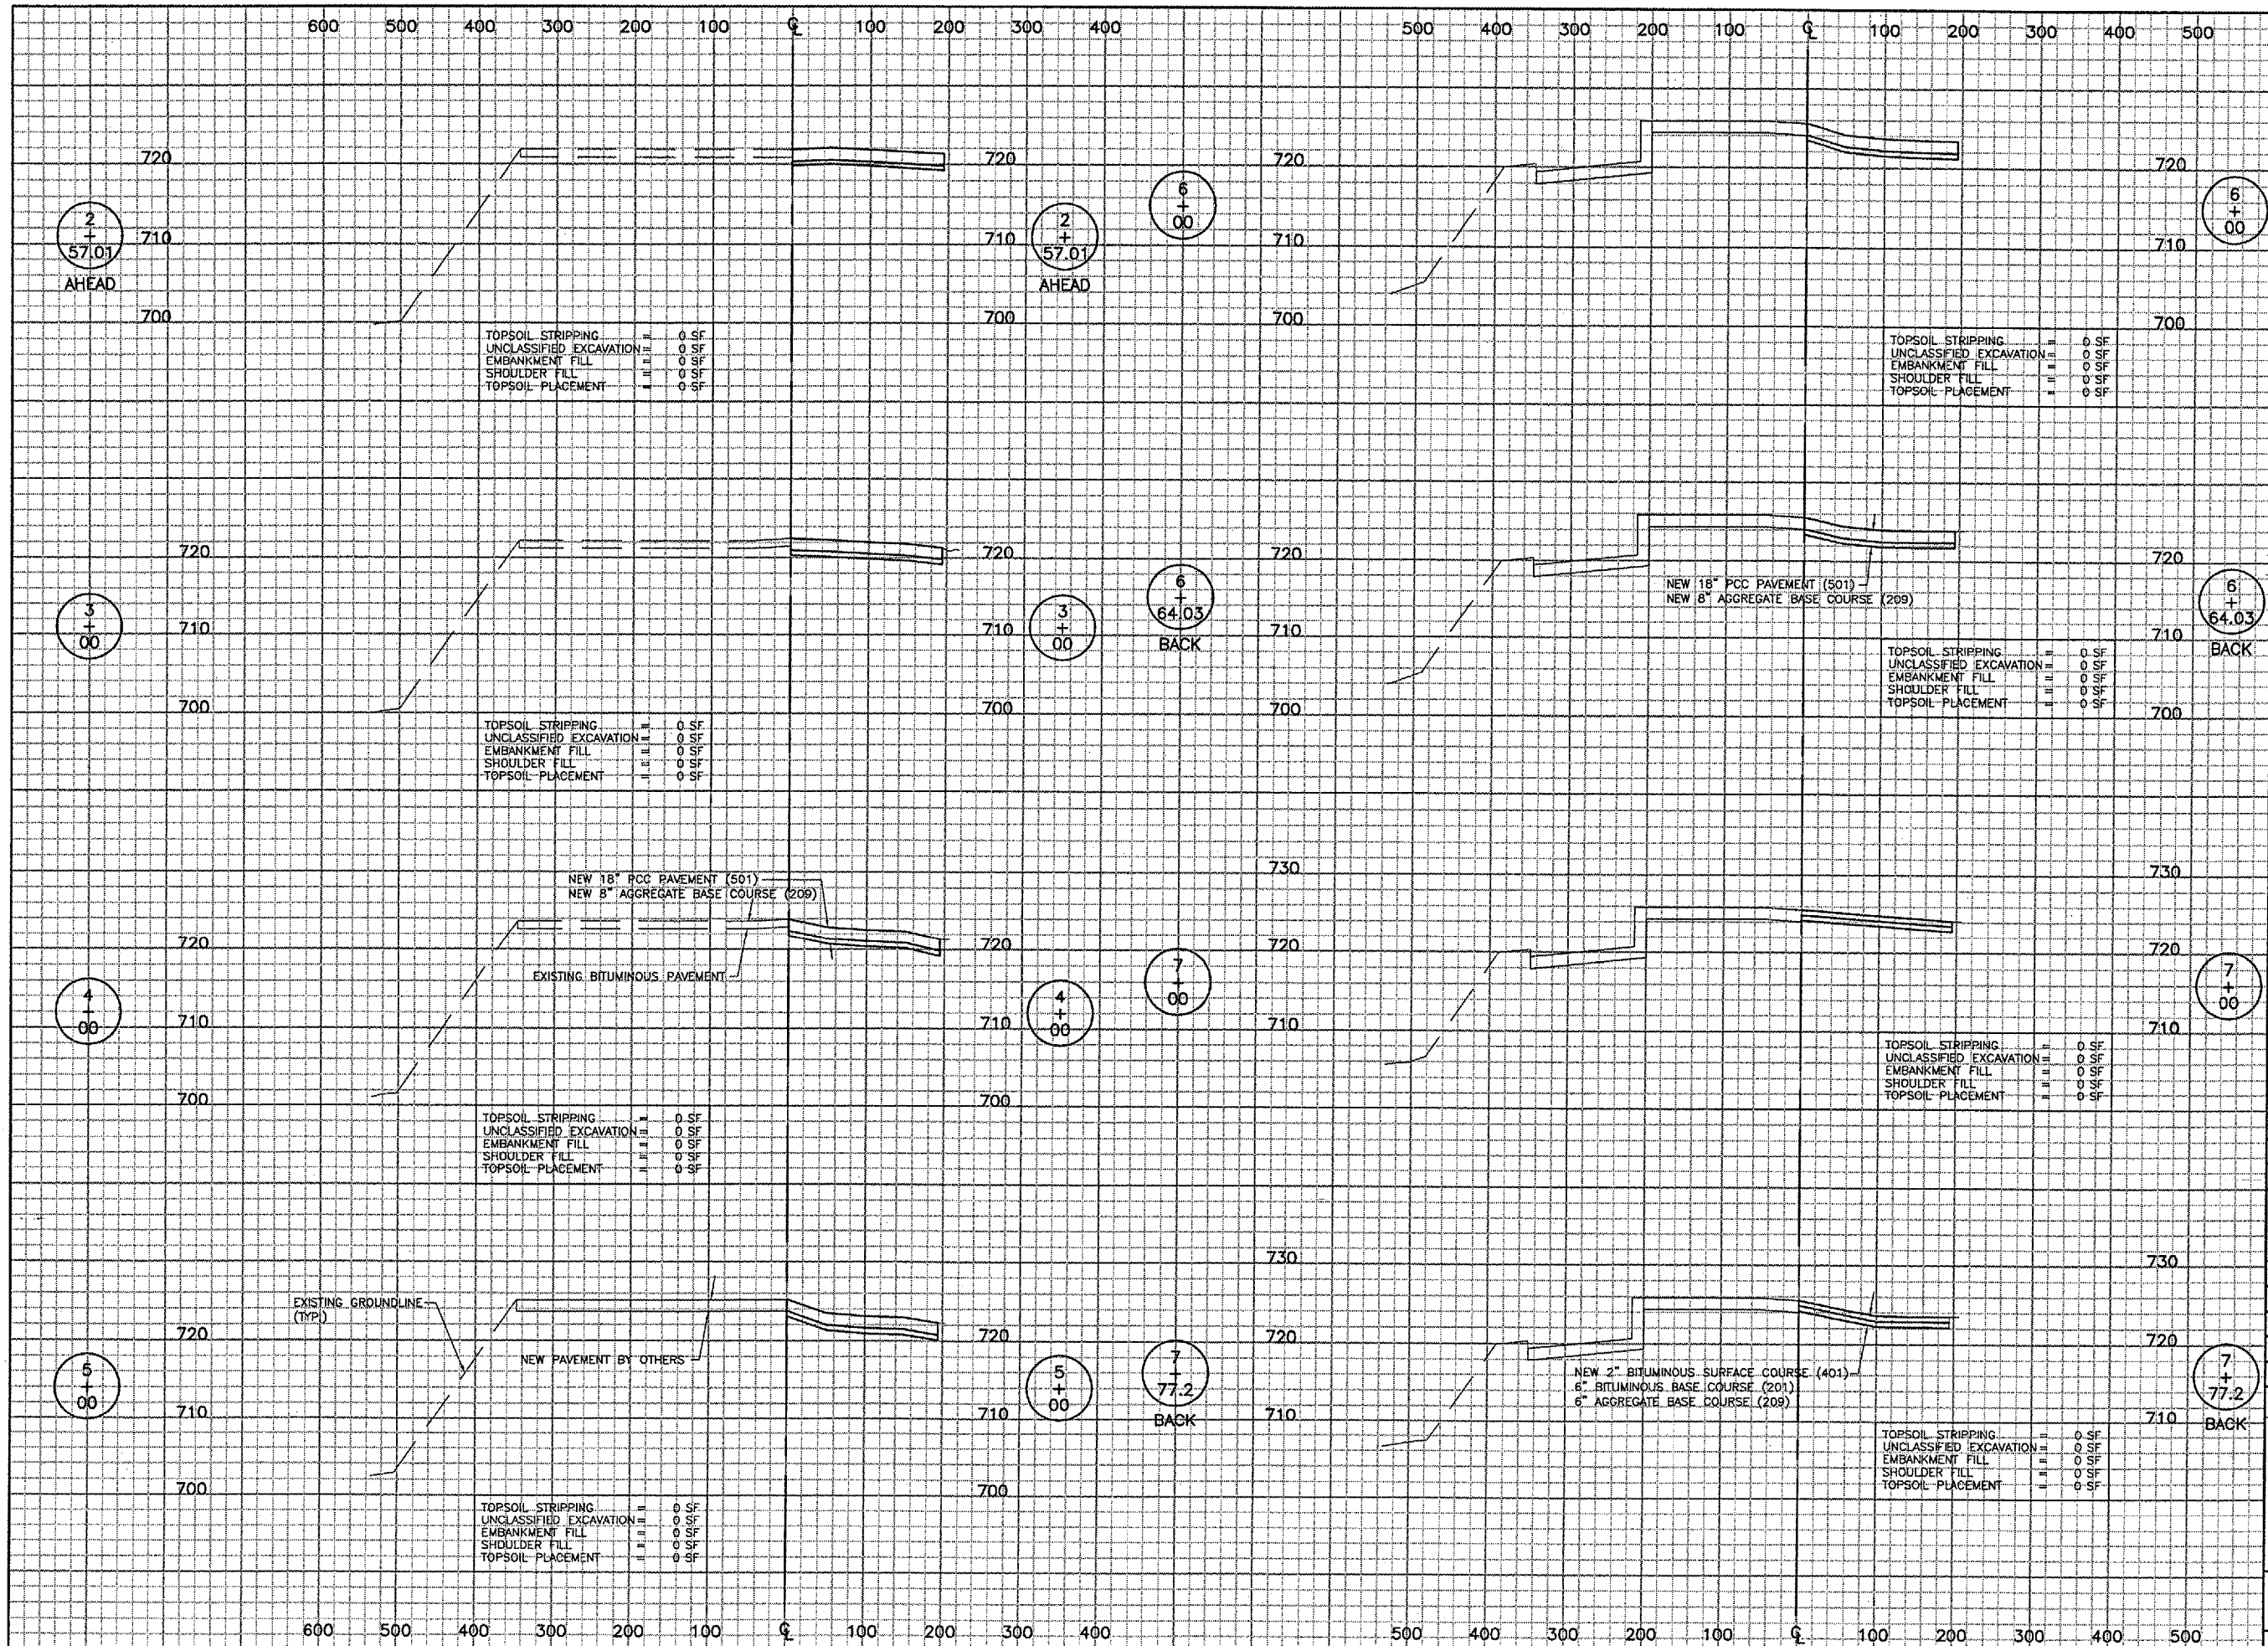 600 500 400 300 200 100 ℄ 100 200 300 400
500 400 300 200 100 ℄ 100 200 300 400 500
720 720
2
+
57.01
AHEAD
710 710
2
+
57.01
AHEAD
700 700
TOPSOIL STRIPPING = 0 SF
UNCLASSIFIED EXCAVATION = 0 SF
EMBANKMENT FILL = 0 SF
SHOULDER FILL = 0 SF
TOPSOIL PLACEMENT = 0 SF
720 720
3
+
00
710 710
3
+
00
700 700
TOPSOIL STRIPPING = 0 SF
UNCLASSIFIED EXCAVATION = 0 SF
EMBANKMENT FILL = 0 SF
SHOULDER FILL = 0 SF
TOPSOIL PLACEMENT = 0 SF
NEW 18" PCC PAVEMENT (501)
NEW 8" AGGREGATE BASE COURSE (209)
720 720
EXISTING BITUMINOUS PAVEMENT
4
+
00
710 710
4
+
00
700 700
TOPSOIL STRIPPING = 0 SF
UNCLASSIFIED EXCAVATION = 0 SF
EMBANKMENT FILL = 0 SF
SHOULDER FILL = 0 SF
TOPSOIL PLACEMENT = 0 SF
EXISTING GROUNDLINE
(TYP.)
720 720
NEW PAVEMENT BY OTHERS
5
+
00
710 710
5
+
00
700 700
TOPSOIL STRIPPING = 0 SF
UNCLASSIFIED EXCAVATION = 0 SF
EMBANKMENT FILL = 0 SF
SHOULDER FILL = 0 SF
TOPSOIL PLACEMENT = 0 SF
600 500 400 300 200 100 ℄ 100 200 300 400
720 720
6
+
00
710 710
6
+
00
700 700
TOPSOIL STRIPPING = 0 SF
UNCLASSIFIED EXCAVATION = 0 SF
EMBANKMENT FILL = 0 SF
SHOULDER FILL = 0 SF
TOPSOIL PLACEMENT = 0 SF
720 720
NEW 18" PCC PAVEMENT (501)
NEW 8" AGGREGATE BASE COURSE (209)
6
+
64.03
BACK
710 710
6
+
64.03
BACK
700 700
TOPSOIL STRIPPING = 0 SF
UNCLASSIFIED EXCAVATION = 0 SF
EMBANKMENT FILL = 0 SF
SHOULDER FILL = 0 SF
TOPSOIL PLACEMENT = 0 SF
730 730
720 720
7
+
00
710 710
7
+
00
TOPSOIL STRIPPING = 0 SF
UNCLASSIFIED EXCAVATION = 0 SF
EMBANKMENT FILL = 0 SF
SHOULDER FILL = 0 SF
TOPSOIL PLACEMENT = 0 SF
730 730
720 720
7
+
77.2
BACK
NEW 2" BITUMINOUS SURFACE COURSE (401)
6" BITUMINOUS BASE COURSE (201)
6" AGGREGATE BASE COURSE (209)
7
+
77.2
BACK
710 710
TOPSOIL STRIPPING = 0 SF
UNCLASSIFIED EXCAVATION = 0 SF
EMBANKMENT FILL = 0 SF
SHOULDER FILL = 0 SF
TOPSOIL PLACEMENT = 0 SF
500 400 300 200 100 ℄ 100 200 300 400 500